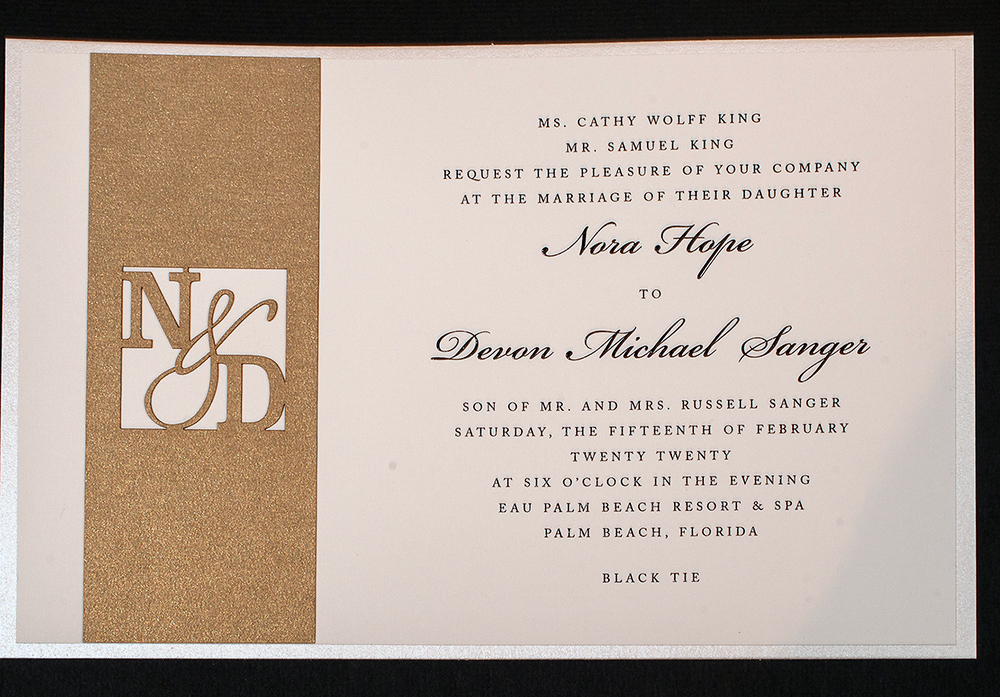 N&D
MS. CATHY WOLFF KING
MR. SAMUEL KING
REQUEST THE PLEASURE OF YOUR COMPANY
AT THE MARRIAGE OF THEIR DAUGHTER
Nora Hope
TO
Devon Michael Sanger
SON OF MR. AND MRS. RUSSELL SANGER
SATURDAY, THE FIFTEENTH OF FEBRUARY
TWENTY TWENTY
AT SIX O'CLOCK IN THE EVENING
EAU PALM BEACH RESORT & SPA
PALM BEACH, FLORIDA
BLACK TIE